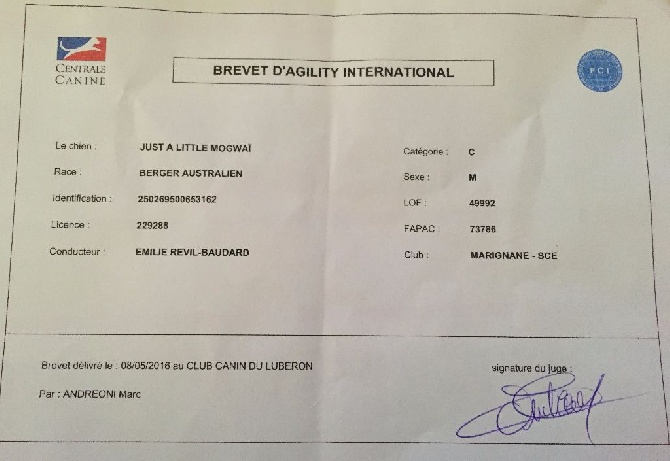 CENTRALE
CANINE
BREVET D'AGILITY INTERNATIONAL
FCI
Le chien : JUST A LITTLE MOGWAÏ
Race : BERGER AUSTRALIEN
Identification : 250269500653162
Licence : 229288
Conducteur : EMILIE REVIL-BAUDARD
Catégorie : C
Sexe : M
LOF : 49992
FAPAC : 73786
Club : MARIGNANE - SCE
Brevet délivré le : 08/05/2016 au CLUB CANIN DU LUBERON
Par : ANDREONI Marc
signature du juge :